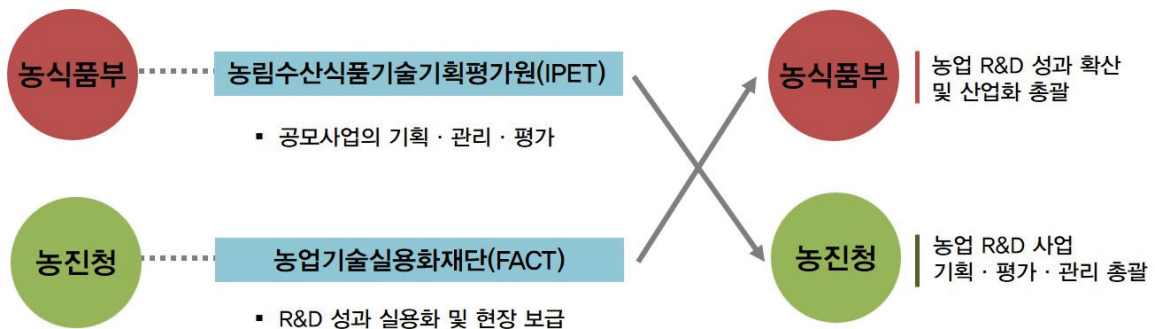 농식품부
농림수산식품기술기획평가원(IPET)
▪ 공모사업의 기획 · 관리 · 평가
농식품부
농업 R&D 성과 확산
및 산업화 총괄
농진청
농업기술실용화재단(FACT)
▪ R&D 성과 실용화 및 현장 보급
농진청
농업 R&D 사업
기획 · 평가 · 관리 총괄